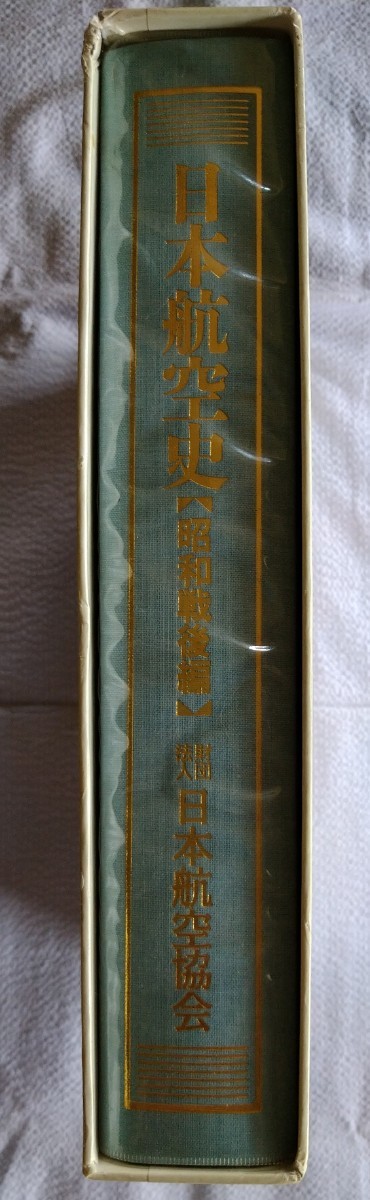 日本航空史
【昭和戦後編】
財団法人
日本航空協会